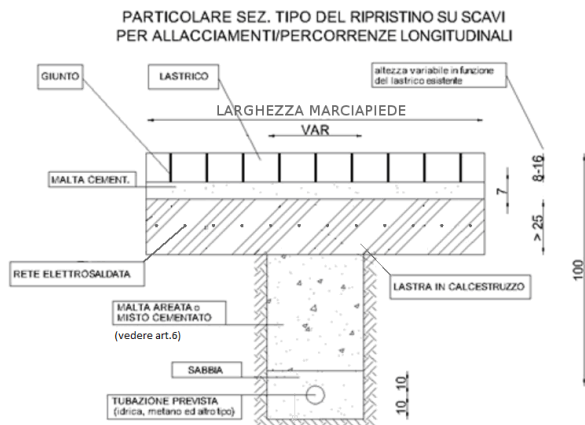 PARTICOLARE SEZ. TIPO DEL RIPRISTINO SU SCAVI
PER ALLACCIAMENTI/PERCORRENZE LONGITUDINALI
GIUNTO
LASTRICO
altezza variabile in funzione
del lastrico esistente
LARGHEZZA MARCIAPIEDE
VAR
8-16
MALTA CEMENT.
7
> 25
100
RETE ELETTROSALDATA
LASTRA IN CALCESTRUZZO
MALTA AREATA o
MISTO CEMENTATO
(vedere art.6)
SABBIA
TUBAZIONE PREVISTA
(idrica, metano ed altro tipo)
10 10